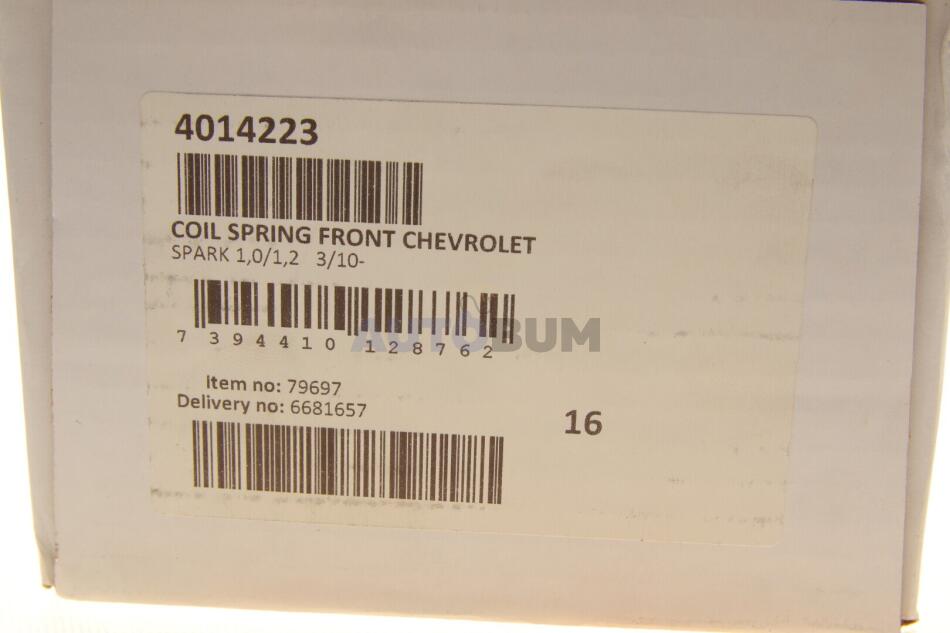 4014223
COIL SPRING FRONT CHEVROLET
SPARK 1,0/1,2 3/10-
7 394410 128762
AUTOBUM
Item no: 79697
Delivery no: 6681657
16